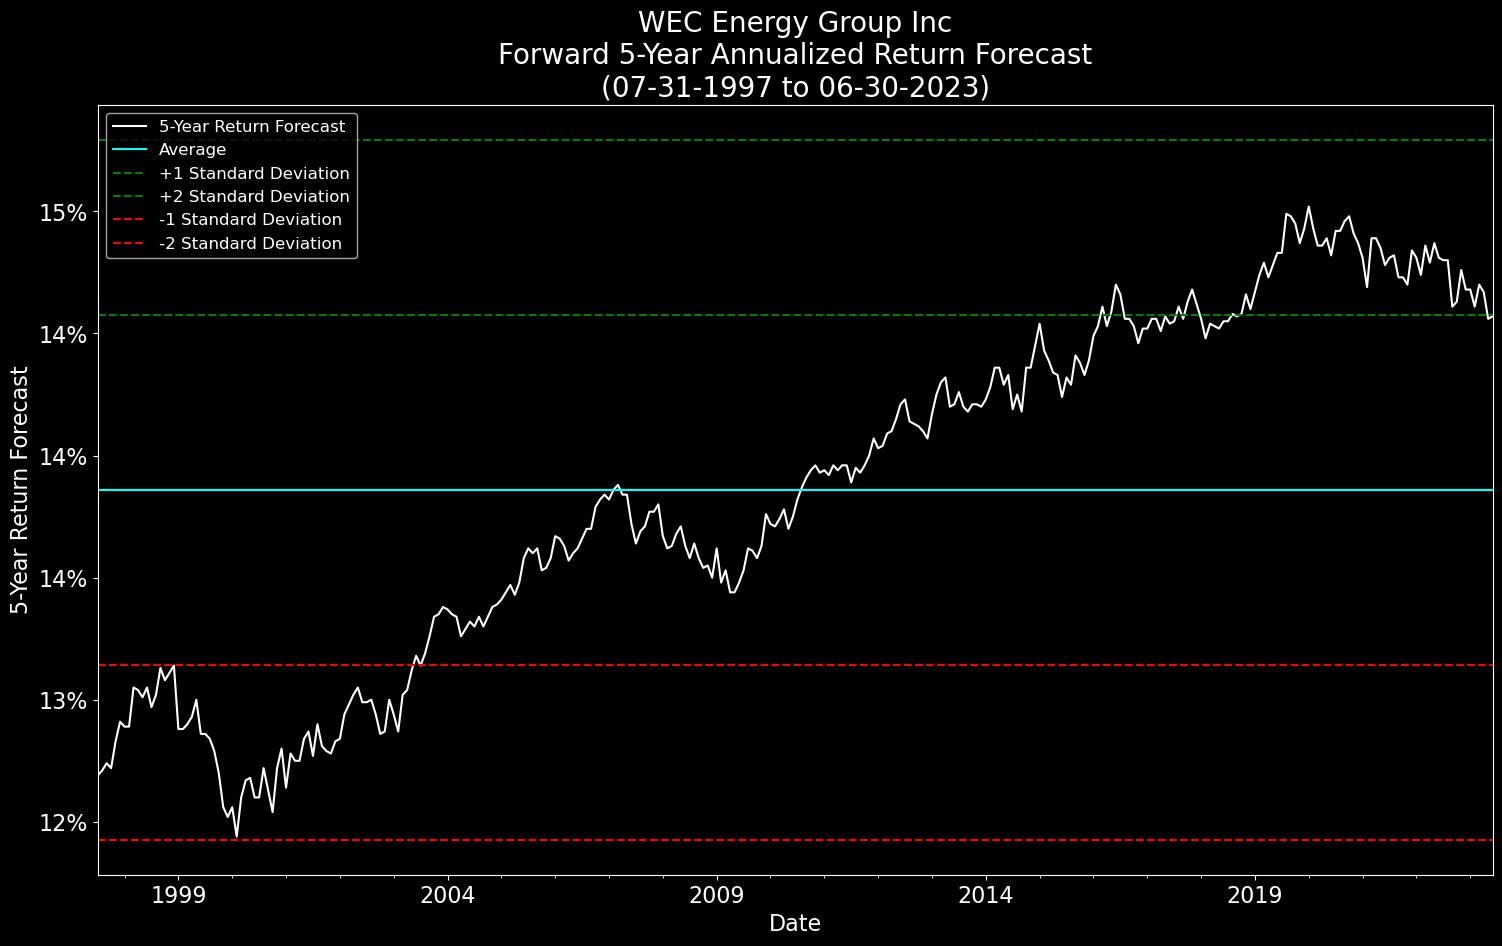 WEC Energy Group Inc
Forward 5-Year Annualized Return Forecast
(07-31-1997 to 06-30-2023)
5-Year Return Forecast
Average
+1 Standard Deviation
+2 Standard Deviation
-1 Standard Deviation
-2 Standard Deviation
15%
14%
14%
14%
13%
12%
5-Year Return Forecast
1999
2004
2009
2014
2019
Date